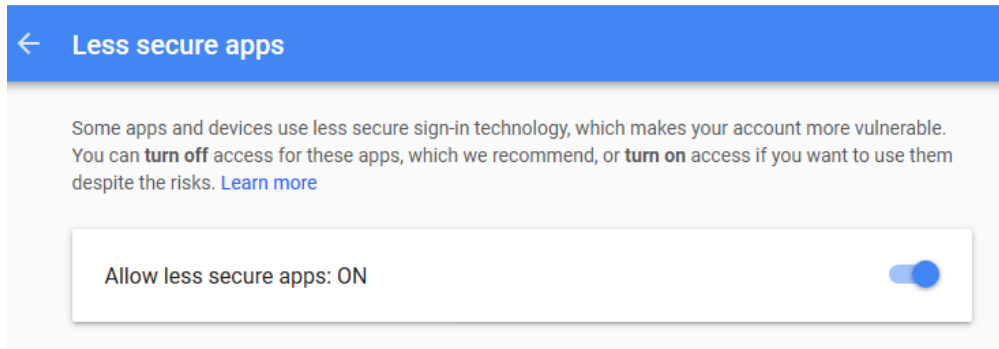 Less secure apps
Some apps and devices use less secure sign-in technology, which makes your account more vulnerable.
You can turn off access for these apps, which we recommend, or turn on access if you want to use them
despite the risks. Learn more
Allow less secure apps: ON